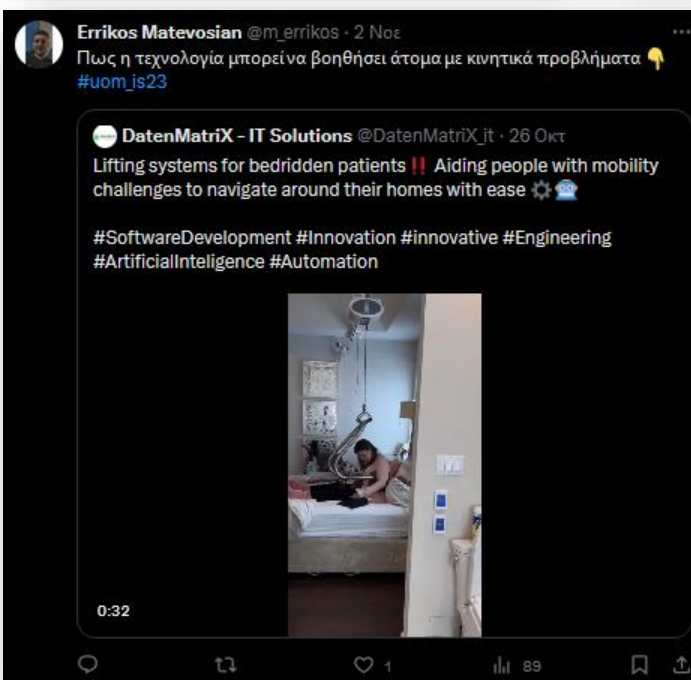 Errikos Matevosian @m_errikos · 2 Νοε
Πως η τεχνολογία μπορεί να βοηθήσει άτομα με κινητικά προβλήματα 👇
#uom_is23
DatenMatriX - IT Solutions @DatenMatriX_it · 26 Οκτ
Lifting systems for bedridden patients ‼️ Aiding people with mobility
challenges to navigate around their homes with ease ⚙️🤖
#SoftwareDevelopment #Innovation #innovative #Engineering
#ArtificialInteligence #Automation
0:32
1
89